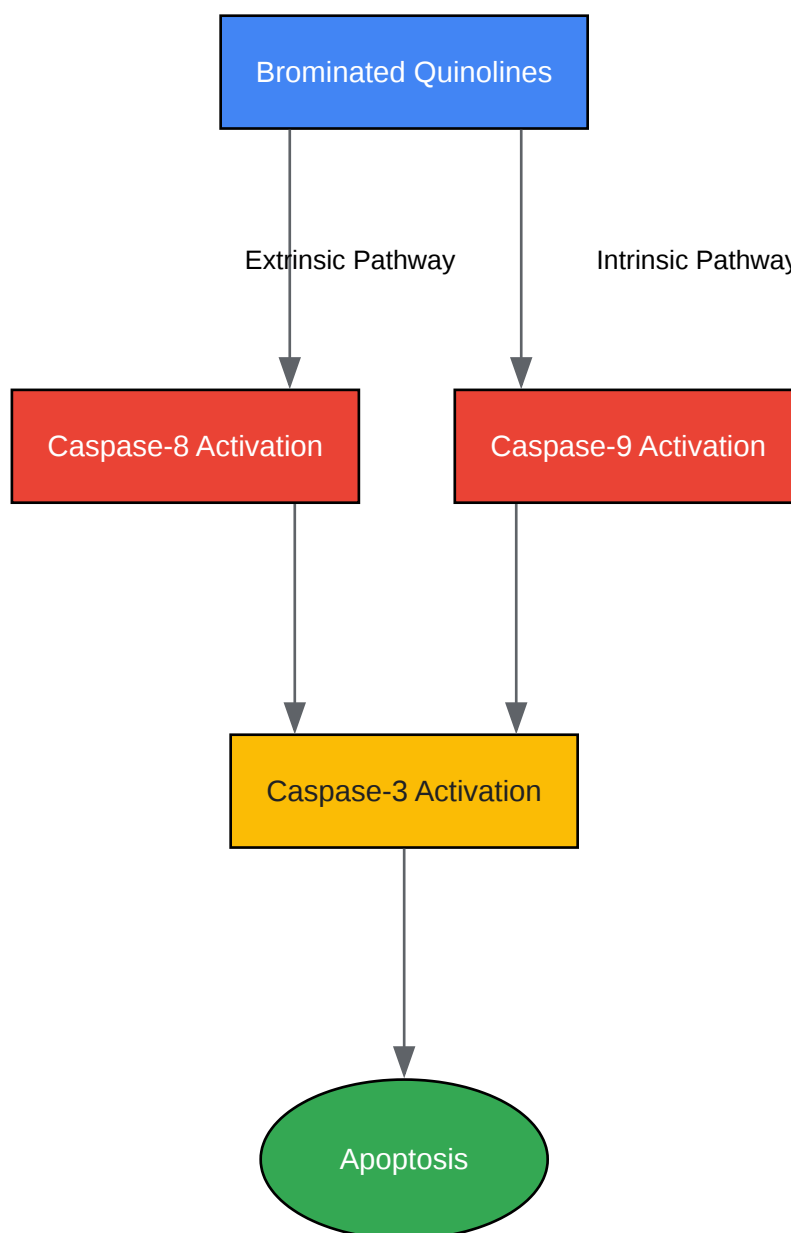 Brominated Quinolines
Extrinsic Pathway
Intrinsic Pathway
Caspase-8 Activation
Caspase-9 Activation
Caspase-3 Activation
Apoptosis